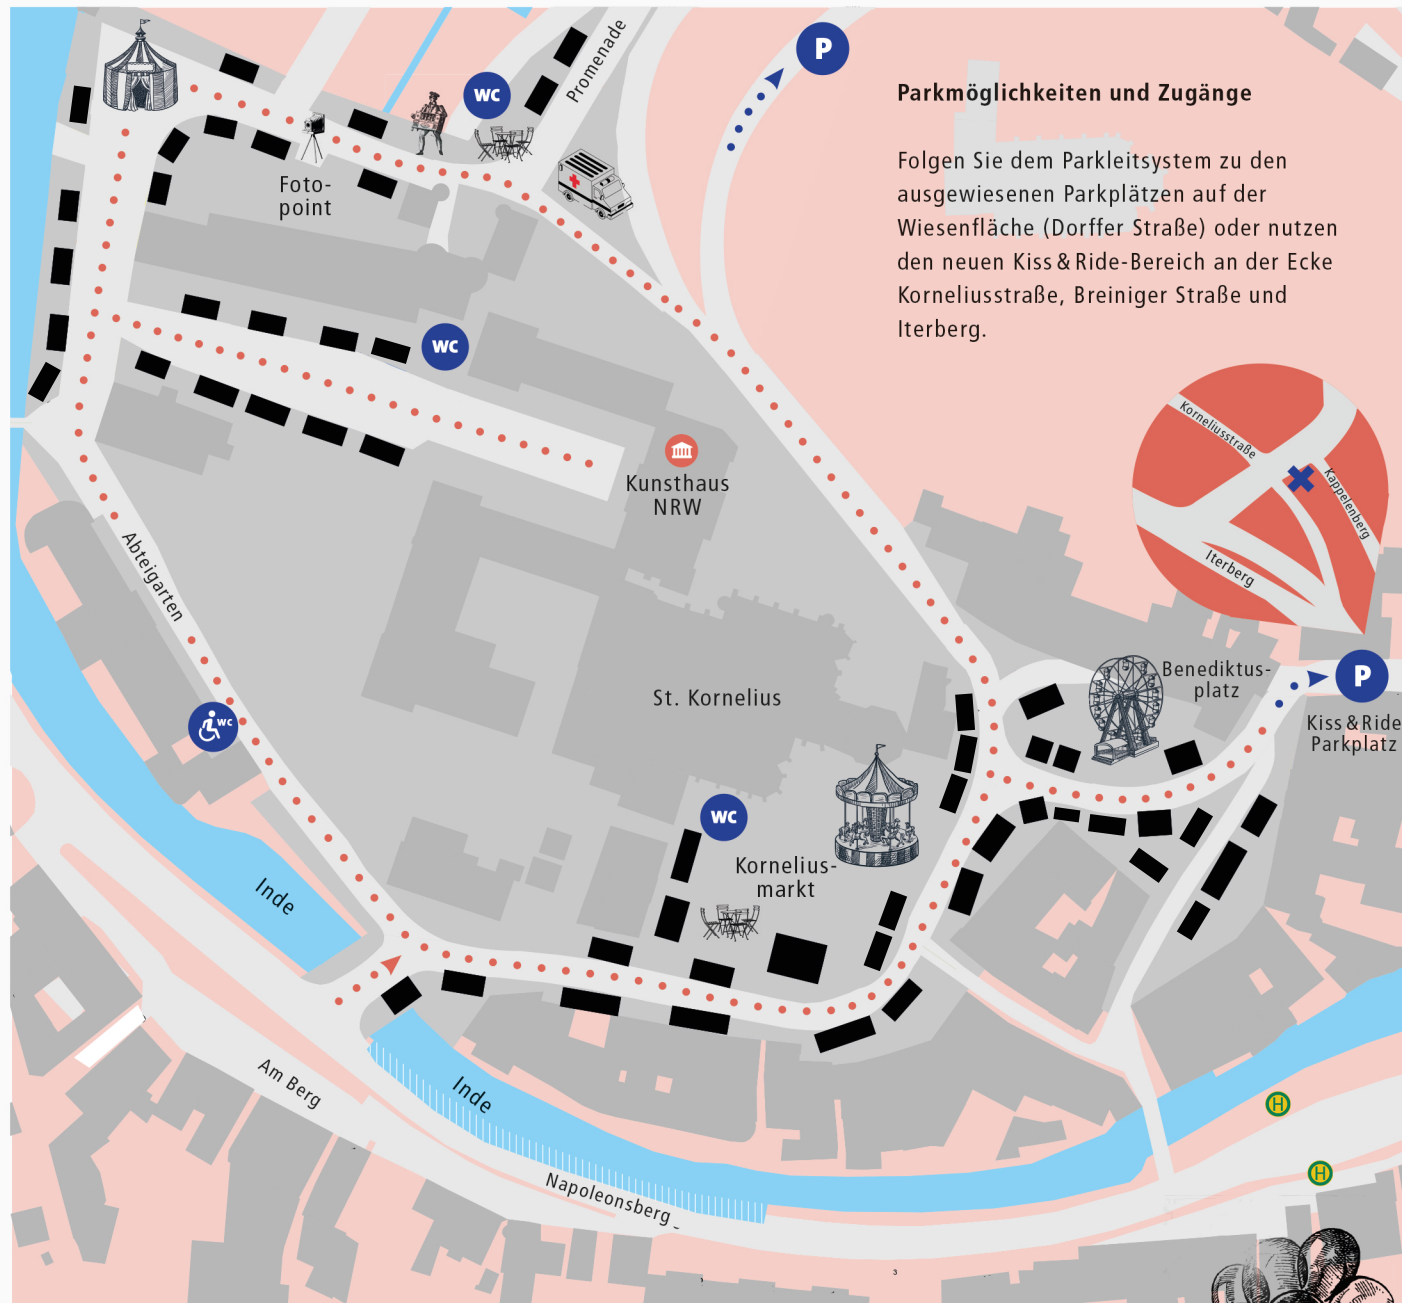 Promenade
P
WC
Parkmöglichkeiten und Zugänge
Folgen Sie dem Parkleitsystem zu den
ausgewiesenen Parkplätzen auf der
Wiesenfläche (Dorffer Straße) oder nutzen
den neuen Kiss & Ride-Bereich an der Ecke
Korneliusstraße, Breiniger Straße und
Iterberg.
Foto-
point
WC
Korneliusstraße
Kappelenberg
Iterberg
Kunsthaus
NRW
Abteigarten
St. Kornelius
Benediktus-
platz
P
Kiss & Ride
Parkplatz
WC
WC
Kornelius-
markt
Inde
Am Berg
Inde
Napoleonsberg
H
H
3